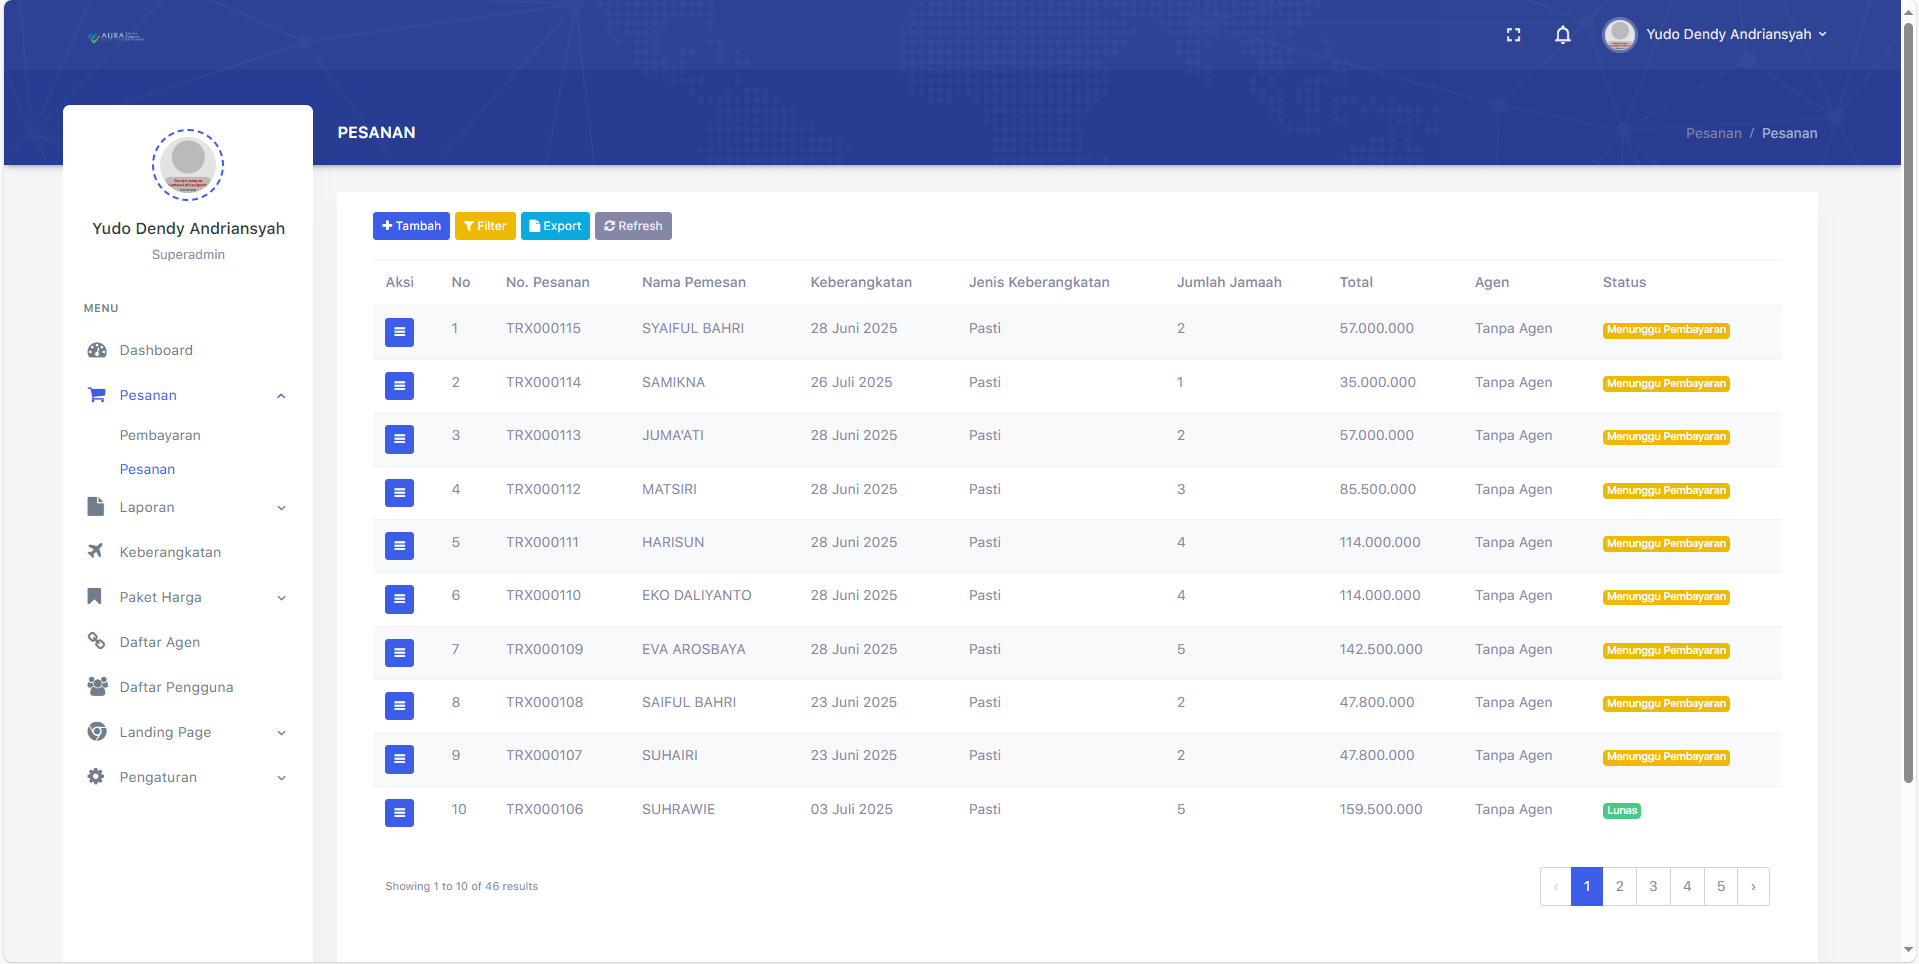 AURA
Yudo Dendy Andriansyah
PESANAN
Pesanan / Pesanan
Yudo Dendy Andriansyah
Superadmin
MENU
Dashboard
Pesanan
Pembayaran
Pesanan
Laporan
Keberangkatan
Paket Harga
Daftar Agen
Daftar Pengguna
Landing Page
Pengaturan
Tambah Filter Export Refresh
Aksi No No. Pesanan Nama Pemesan Keberangkatan Jenis Keberangkatan Jumlah Jamaah Total Agen Status
1 TRX000115 SYAIFUL BAHRI 28 Juni 2025 Pasti 2 57.000.000 Tanpa Agen Menunggu Pembayaran
2 TRX000114 SAMIKNA 26 Juli 2025 Pasti 1 35.000.000 Tanpa Agen Menunggu Pembayaran
3 TRX000113 JUMA'ATI 28 Juni 2025 Pasti 2 57.000.000 Tanpa Agen Menunggu Pembayaran
4 TRX000112 MATSIRI 28 Juni 2025 Pasti 3 85.500.000 Tanpa Agen Menunggu Pembayaran
5 TRX000111 HARISUN 28 Juni 2025 Pasti 4 114.000.000 Tanpa Agen Menunggu Pembayaran
6 TRX000110 EKO DALIYANTO 28 Juni 2025 Pasti 4 114.000.000 Tanpa Agen Menunggu Pembayaran
7 TRX000109 EVA AROSBAYA 28 Juni 2025 Pasti 5 142.500.000 Tanpa Agen Menunggu Pembayaran
8 TRX000108 SAIFUL BAHRI 23 Juni 2025 Pasti 2 47.800.000 Tanpa Agen Menunggu Pembayaran
9 TRX000107 SUHAIRI 23 Juni 2025 Pasti 2 47.800.000 Tanpa Agen Menunggu Pembayaran
10 TRX000106 SUHRAWIE 03 Juli 2025 Pasti 5 159.500.000 Tanpa Agen Lunas
Showing 1 to 10 of 46 results
‹ 1 2 3 4 5 ›